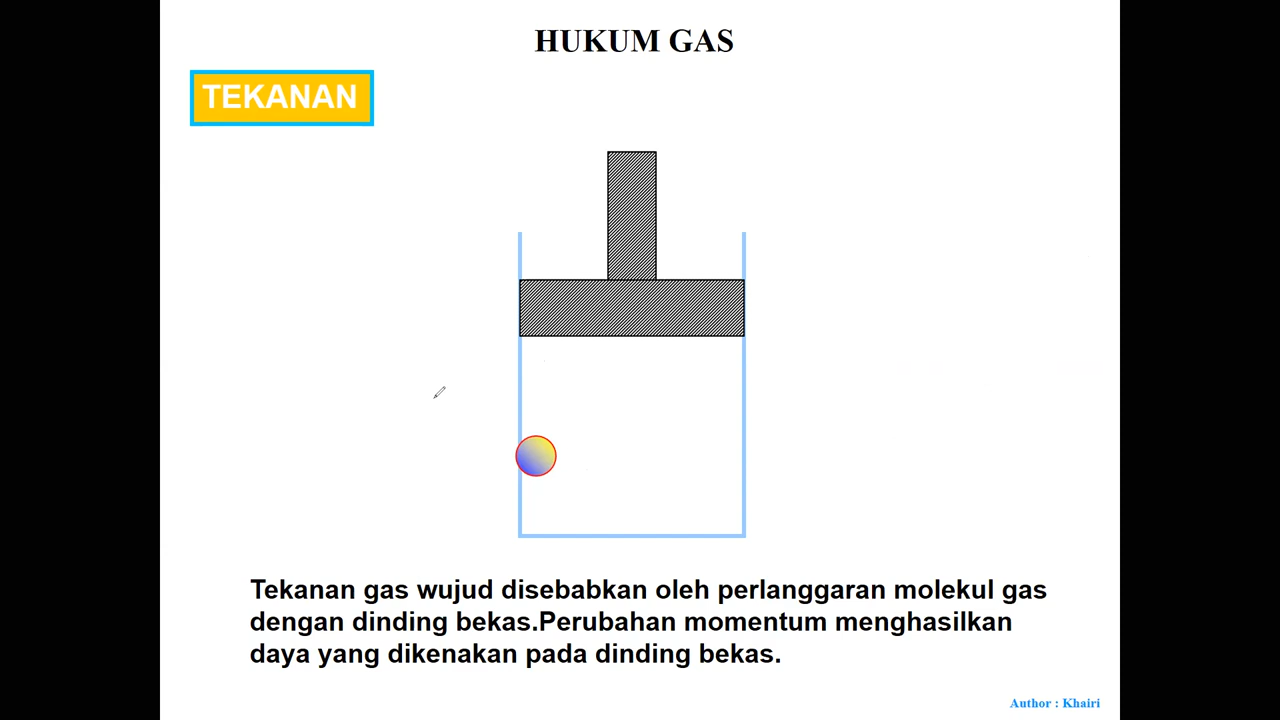 HUKUM GAS
TEKANAN
Tekanan gas wujud disebabkan oleh perlanggaran molekul gas
dengan dinding bekas.Perubahan momentum menghasilkan
daya yang dikenakan pada dinding bekas.
Author : Khairi